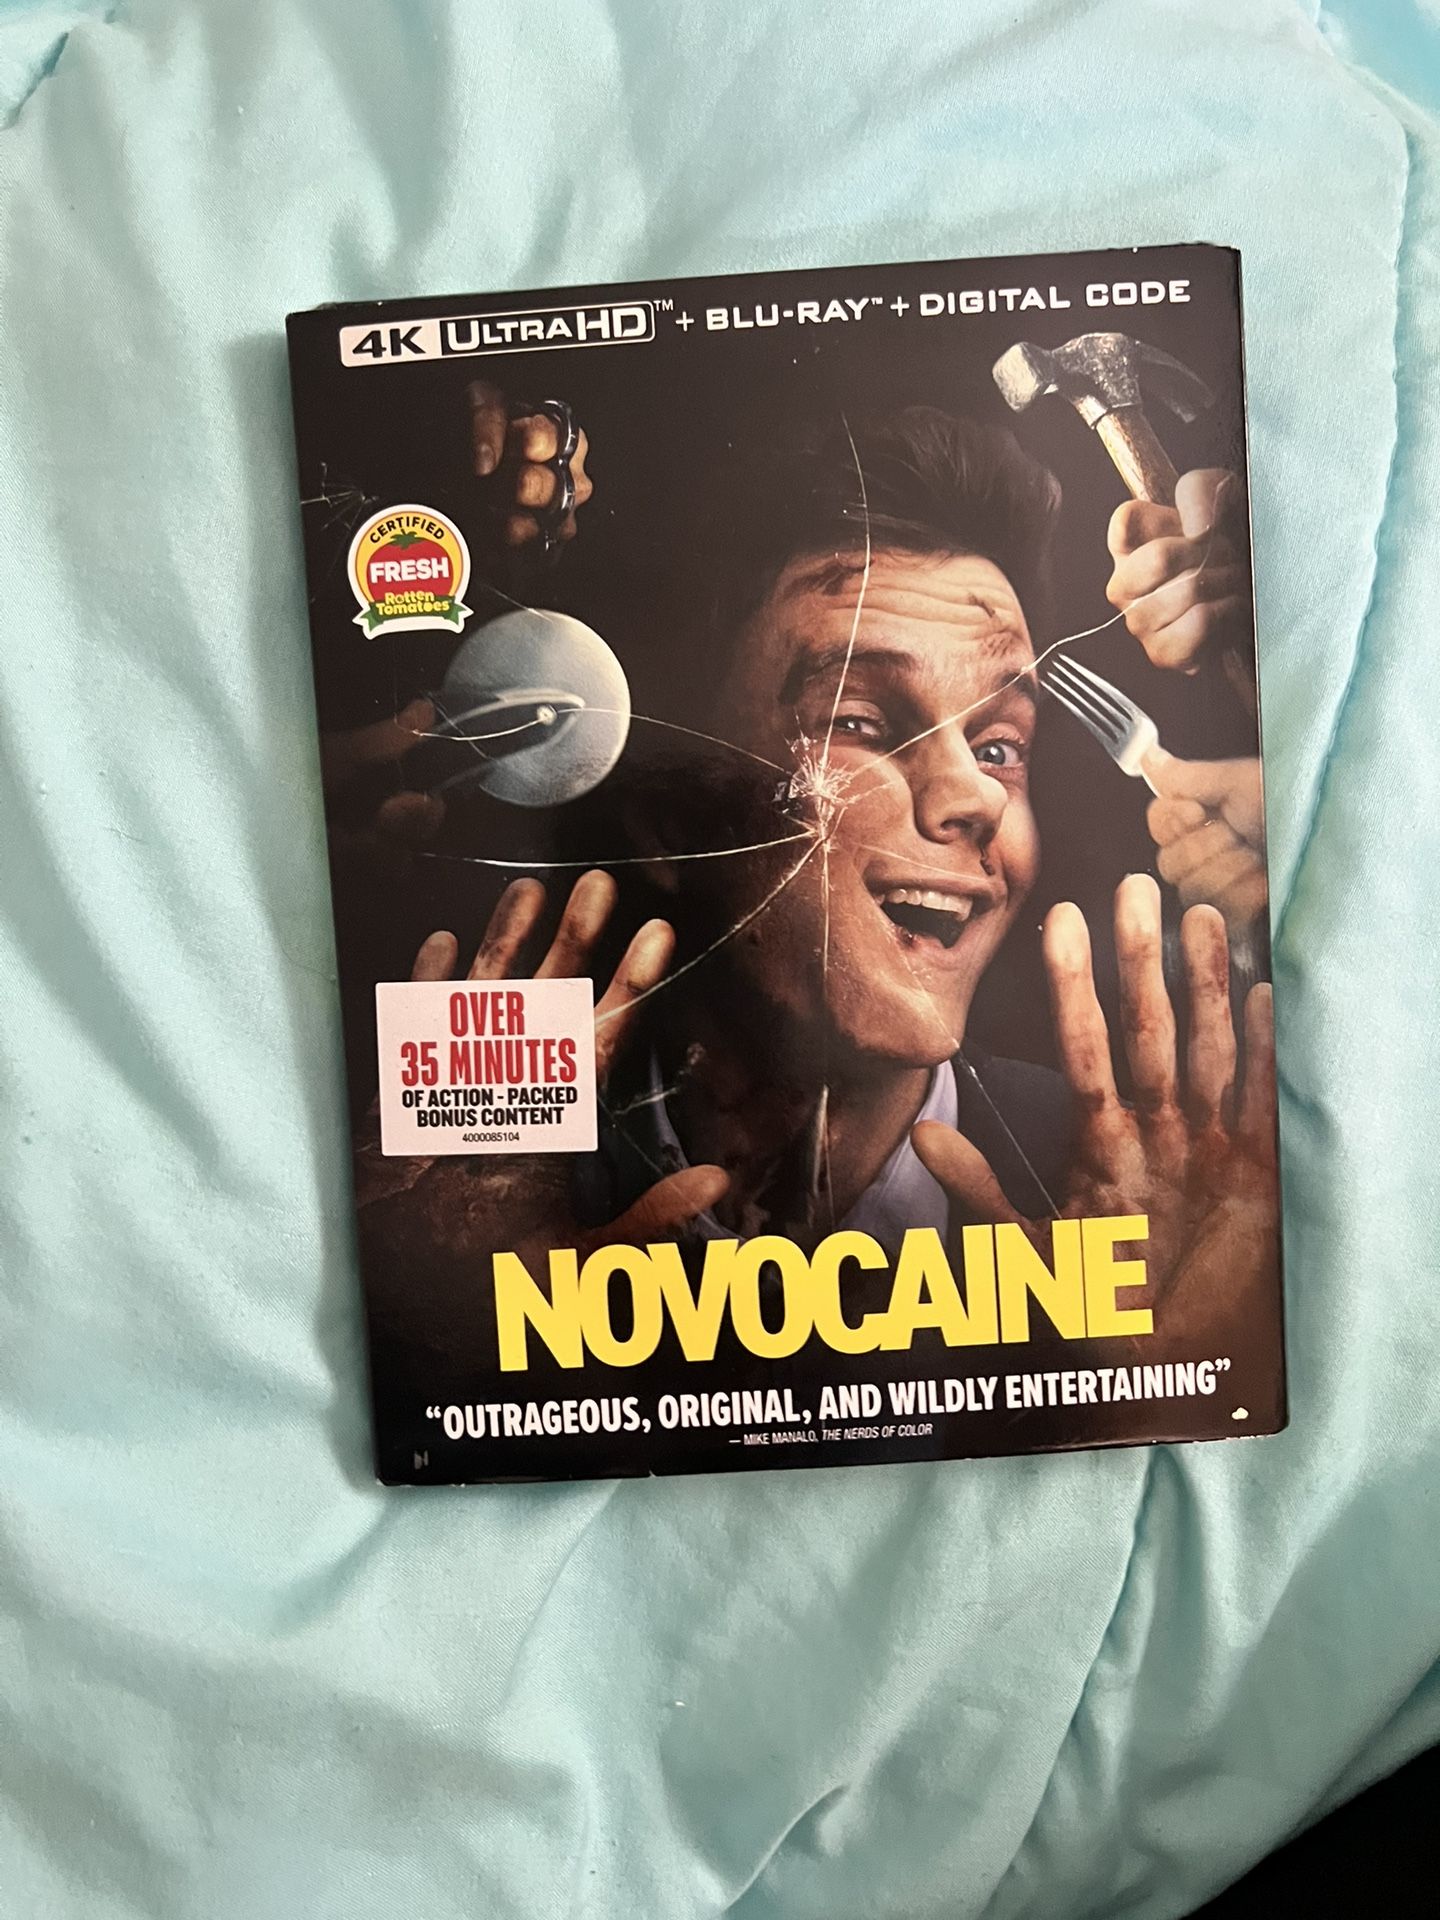 4K ULTRA HD™ + BLU-RAY™ + DIGITAL CODE
CERTIFIED
FRESH
Rotten
Tomatoes
OVER
35 MINUTES
OF ACTION-PACKED
BONUS CONTENT
4000085104
NOVOCAINE
“OUTRAGEOUS, ORIGINAL, AND WILDLY ENTERTAINING”
— MIKE MANALO, THE NERDS OF COLOR